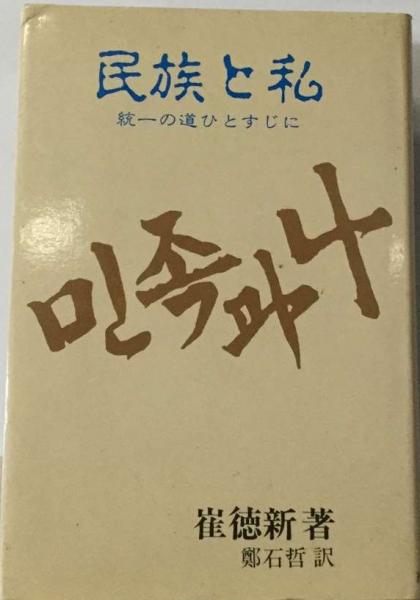 民族と私
統一の道ひとすじに
민족과나
崔徳新著
鄭石哲訳